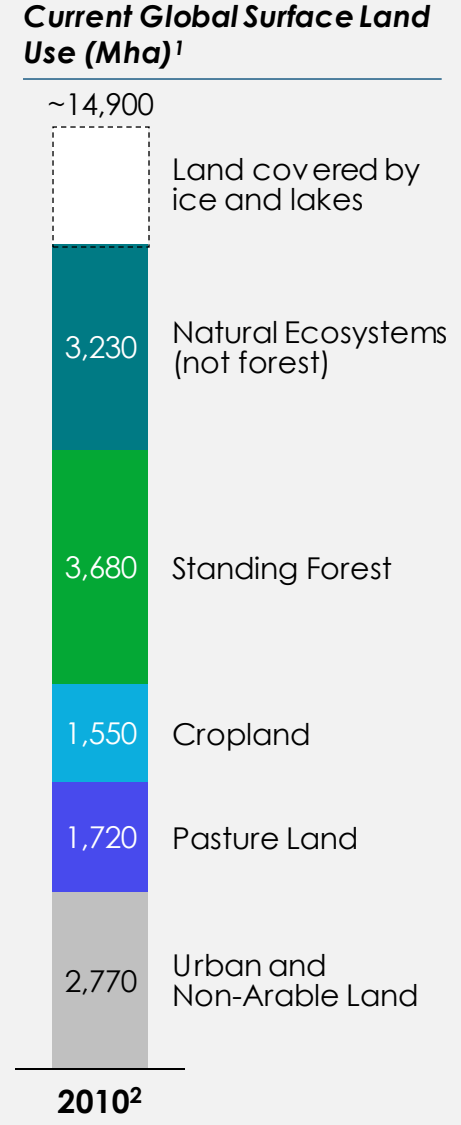 Current Global Surface Land
Use (Mha)¹
~14,900
Land covered by
ice and lakes
3,230
Natural Ecosystems
(not forest)
3,680
Standing Forest
1,550
Cropland
1,720
Pasture Land
2,770
Urban and
Non-Arable Land
2010²